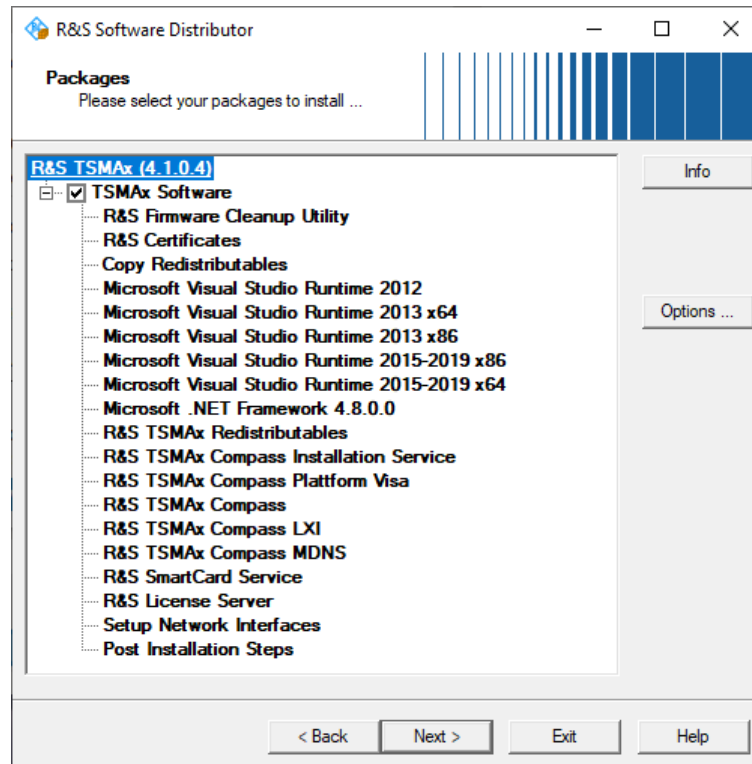 R&S Software Distributor
Packages
Please select your packages to install ...
R&S TSMAx (4.1.0.4)
TSMAx Software
R&S Firmware Cleanup Utility
R&S Certificates
Copy Redistributables
Microsoft Visual Studio Runtime 2012
Microsoft Visual Studio Runtime 2013 x64
Microsoft Visual Studio Runtime 2013 x86
Microsoft Visual Studio Runtime 2015-2019 x86
Microsoft Visual Studio Runtime 2015-2019 x64
Microsoft .NET Framework 4.8.0.0
R&S TSMAx Redistributables
R&S TSMAx Compass Installation Service
R&S TSMAx Compass Plattform Visa
R&S TSMAx Compass
R&S TSMAx Compass LXI
R&S TSMAx Compass MDNS
R&S SmartCard Service
R&S License Server
Setup Network Interfaces
Post Installation Steps
Info
Options ...
< Back
Next >
Exit
Help